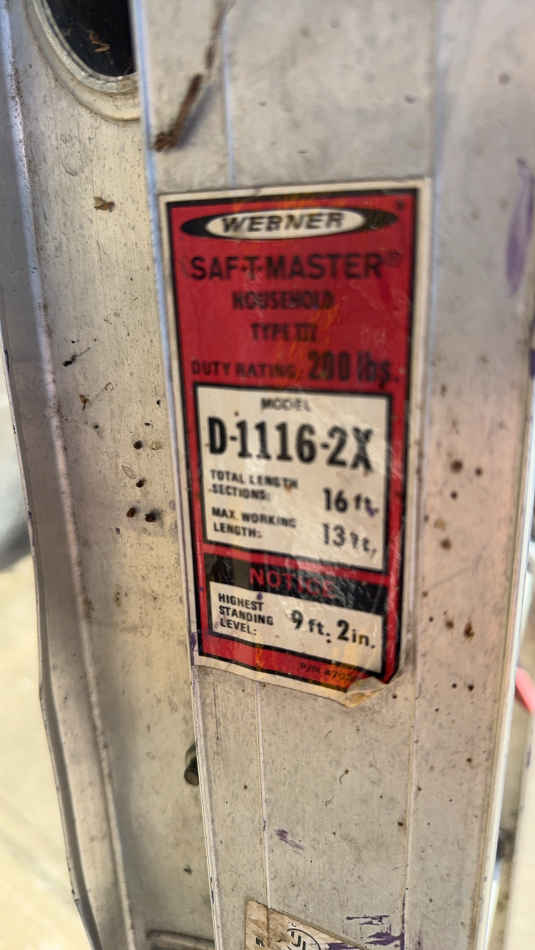 WERNER
SAF-T-MASTER®
HOUSEHOLD
TYPE III
DUTY RATING: 200 lbs.
MODEL
D-1116-2X
TOTAL LENGTH
SECTIONS: 16 ft.
MAX. WORKING
LENGTH: 13 ft.
NOTICE
HIGHEST
STANDING
LEVEL: 9 ft. 2 in.
P/N
UL